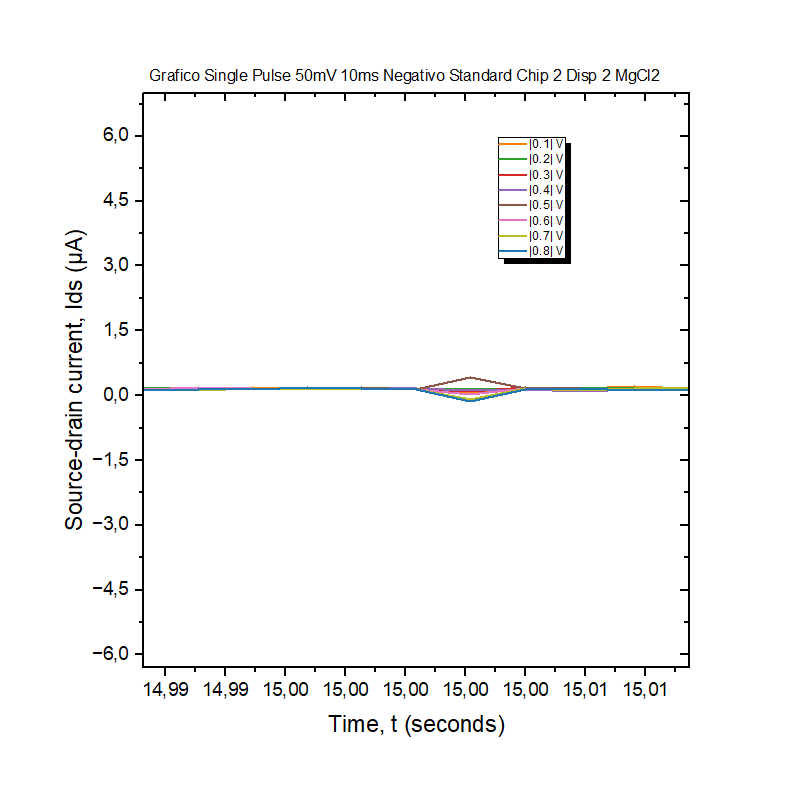 Grafico Single Pulse 50mV 10ms Negativo Standard Chip 2 Disp 2 MgCl2
|0.1| V
|0.2| V
|0.3| V
|0.4| V
|0.5| V
|0.6| V
|0.7| V
|0.8| V
6,0
4,5
3,0
1,5
0,0
−1,5
−3,0
−4,5
−6,0
Source-drain current, Ids (µA)
14,99 14,99 15,00 15,00 15,00 15,00 15,00 15,01 15,01
Time, t (seconds)